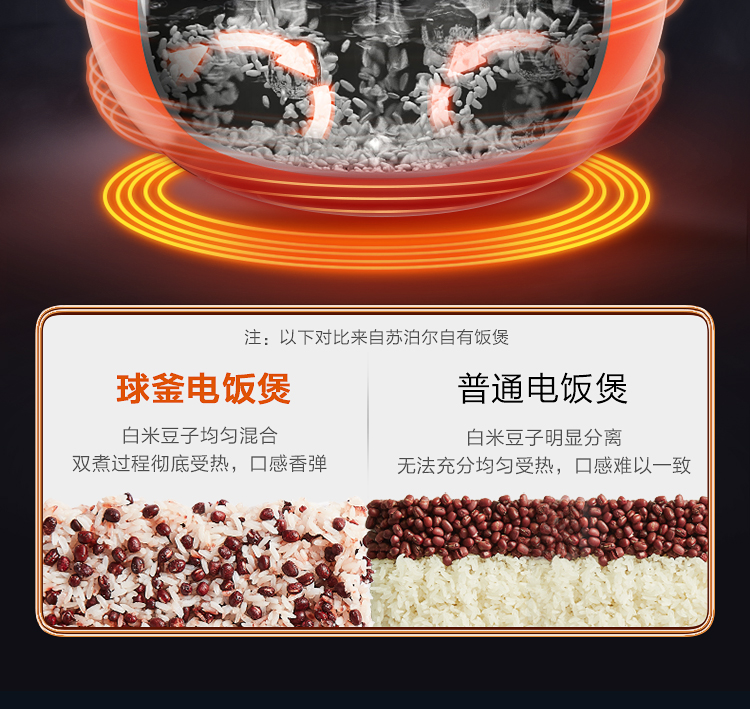 注：以下对比来自苏泊尔自有饭煲
球釜电饭煲
白米豆子均匀混合
双煮过程彻底受热，口感香弹
普通电饭煲
白米豆子明显分离
无法充分均匀受热，口感难以一致